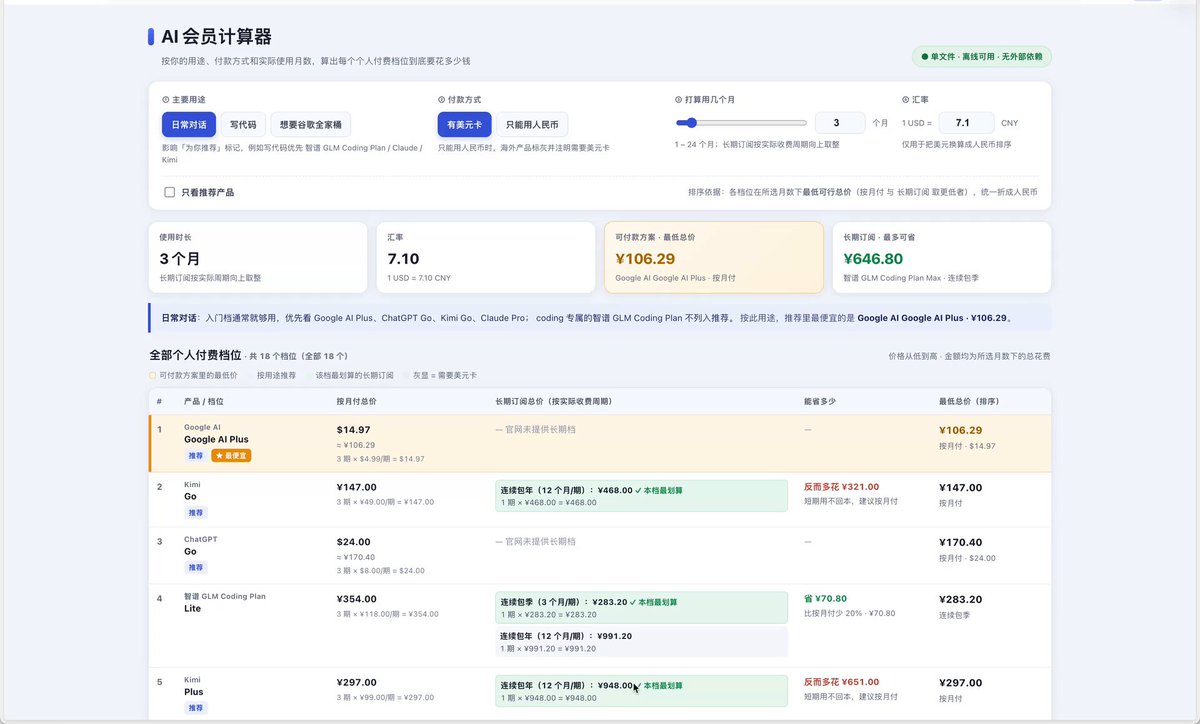 AI 会员计算器
按你的用途、付款方式和实际使用月数，算出每个个人付费档位到底要花多少钱
单文件 · 离线可用 · 无外部依赖
主要用途
日常对话 写代码 想要谷歌全家桶
影响「为你推荐」标记，例如写代码优先 智谱 GLM Coding Plan / Claude /
Kimi
付款方式
有美元卡 只能用人民币
只能用人民币时，海外产品标灰并注明需要美元卡
打算用几个月
3 个月
1 – 24 个月；长期订阅按实际收费周期向上取整
汇率
1 USD = 7.1 CNY
仅用于把美元换算成人民币排序
只看推荐产品
排序依据：各档位在所选月数下最低可行总价（按月付 与 长期订阅 取更低者），统一折成人民币
使用时长
3 个月
长期订阅按实际周期向上取整
汇率
7.10
1 USD = 7.10 CNY
可付款方案 · 最低总价
¥106.29
Google AI Google AI Plus · 按月付
长期订阅 · 最多可省
¥646.80
智谱 GLM Coding Plan Max · 连续包季
日常对话：入门档通常就够用，优先看 Google AI Plus、ChatGPT Go、Kimi Go、Claude Pro； coding 专属的智谱 GLM Coding Plan 不列入推荐。 按此用途，推荐里最便宜的是 Google AI Google AI Plus · ¥106.29。
全部个人付费档位 · 共 18 个档位（全部 18 个）
价格从低到高 · 金额均为所选月数下的总花费
可付款方案里的最低价 按用途推荐 该档最划算的长期订阅 灰显 = 需要美元卡
# 产品 / 档位 按月付总价 长期订阅总价（按实际收费周期） 能省多少 最低总价（排序）
1
Google AI
Google AI Plus
推荐 ★ 最便宜
$14.97
≈ ¥106.29
3 期 × $4.99/期 = $14.97
— 官网未提供长期档
—
¥106.29
按月付 · $14.97
2
Kimi
Go
推荐
¥147.00
3 期 × ¥49.00/期 = ¥147.00
连续包年（12 个月/期）：¥468.00 ✓ 本档最划算
1 期 × ¥468.00 = ¥468.00
反而多花 ¥321.00
短期用不回本，建议按月付
¥147.00
按月付
3
ChatGPT
Go
推荐
$24.00
≈ ¥170.40
3 期 × $8.00/期 = $24.00
— 官网未提供长期档
—
¥170.40
按月付 · $24.00
4
智谱 GLM Coding Plan
Lite
¥354.00
3 期 × ¥118.00/期 = ¥354.00
连续包季（3 个月/期）：¥283.20 ✓ 本档最划算
1 期 × ¥283.20 = ¥283.20
连续包年（12 个月/期）：¥991.20
1 期 × ¥991.20 = ¥991.20
省 ¥70.80
比按月付少 20% · ¥70.80
¥283.20
连续包季
5
Kimi
Plus
推荐
¥297.00
3 期 × ¥99.00/期 = ¥297.00
连续包年（12 个月/期）：¥948.00 ✓ 本档最划算
1 期 × ¥948.00 = ¥948.00
反而多花 ¥651.00
短期用不回本，建议按月付
¥297.00
按月付